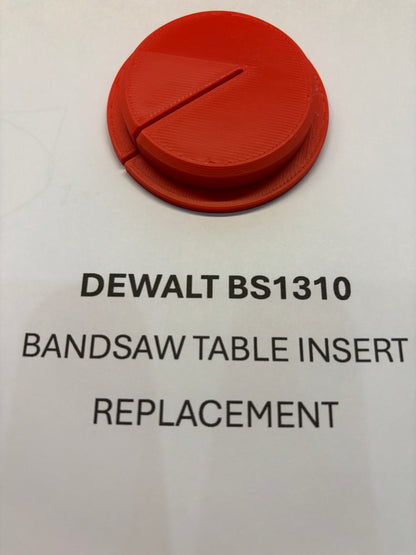 DEWALT BS1310
BANDSAW TABLE INSERT
REPLACEMENT